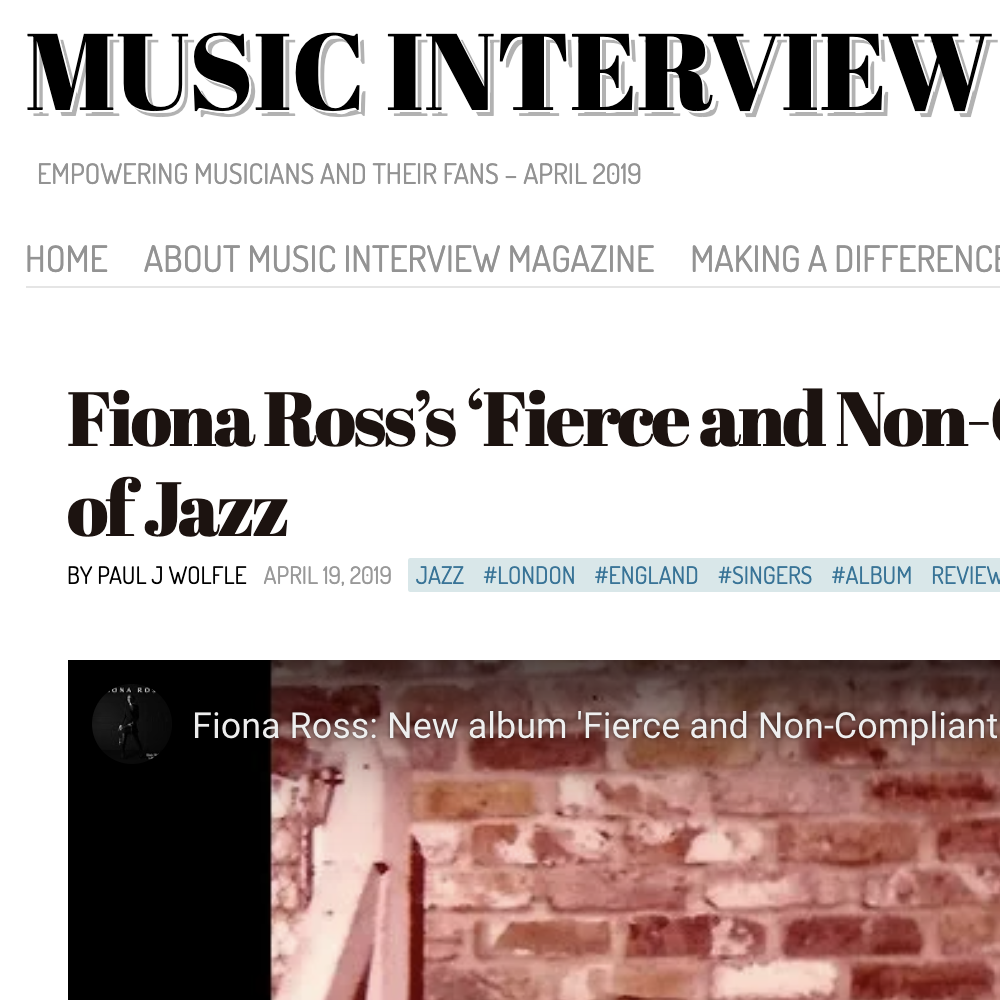 MUSIC INTERVIEW
EMPOWERING MUSICIANS AND THEIR FANS – APRIL 2019
HOME ABOUT MUSIC INTERVIEW MAGAZINE MAKING A DIFFERENCE
Fiona Ross’s ‘Fierce and Non-
of Jazz
BY PAUL J WOLFLE APRIL 19, 2019 JAZZ #LONDON #ENGLAND #SINGERS #ALBUM REVIEW
Fiona Ross: New album 'Fierce and Non-Compliant